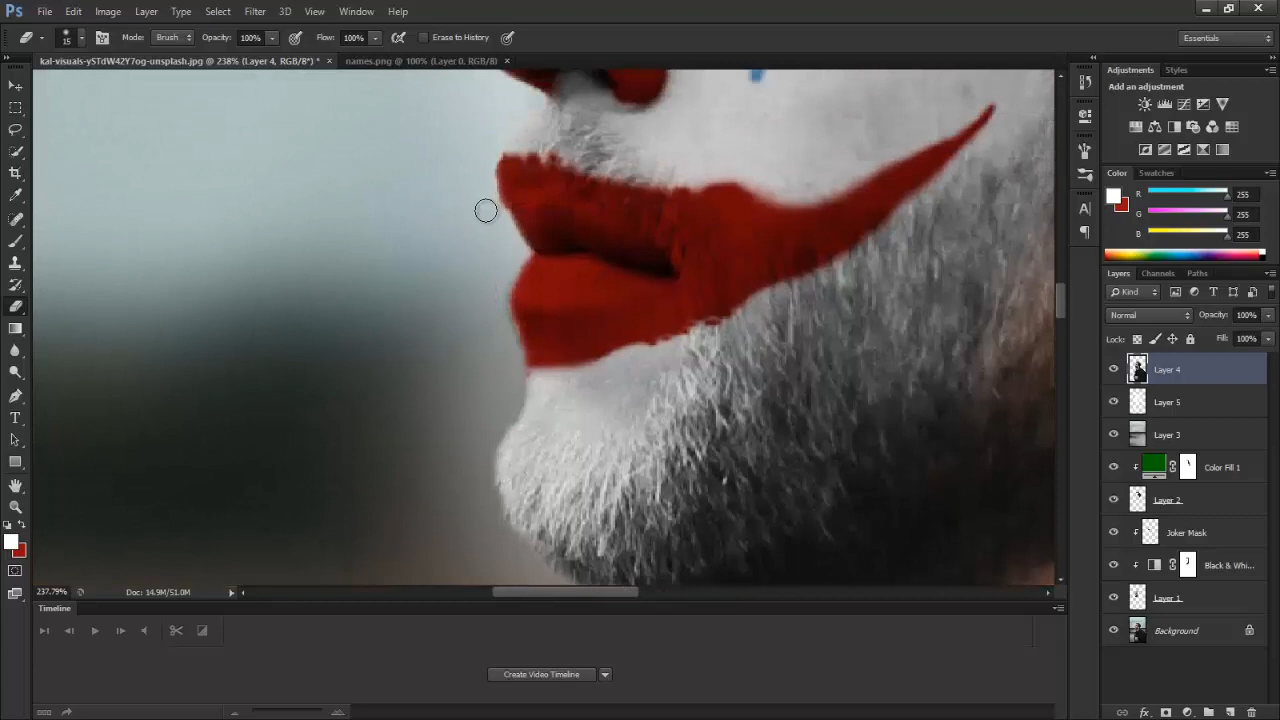 Ps File Edit Image Layer Type Select Filter 3D View Window Help
15 Mode: Brush Opacity: 100% Flow: 100% Erase to History Essentials
kal-visuals-ySTdW42Y7og-unsplash.jpg @ 238% (Layer 4, RGB/8*) * × names.png @ 100% (Layer 0, RGB/8) ×
Adjustments Styles
Add an adjustment
Color Swatches
R 255
G 255
B 255
Layers Channels Paths
Kind
Normal Opacity: 100%
Lock: Fill: 100%
Layer 4
Layer 5
Layer 3
Color Fill 1
Layer 2
Joker Mask
Black & Whi...
Layer 1
Background
237.79% Doc: 14.9M/51.0M
Timeline
Create Video Timeline
fx